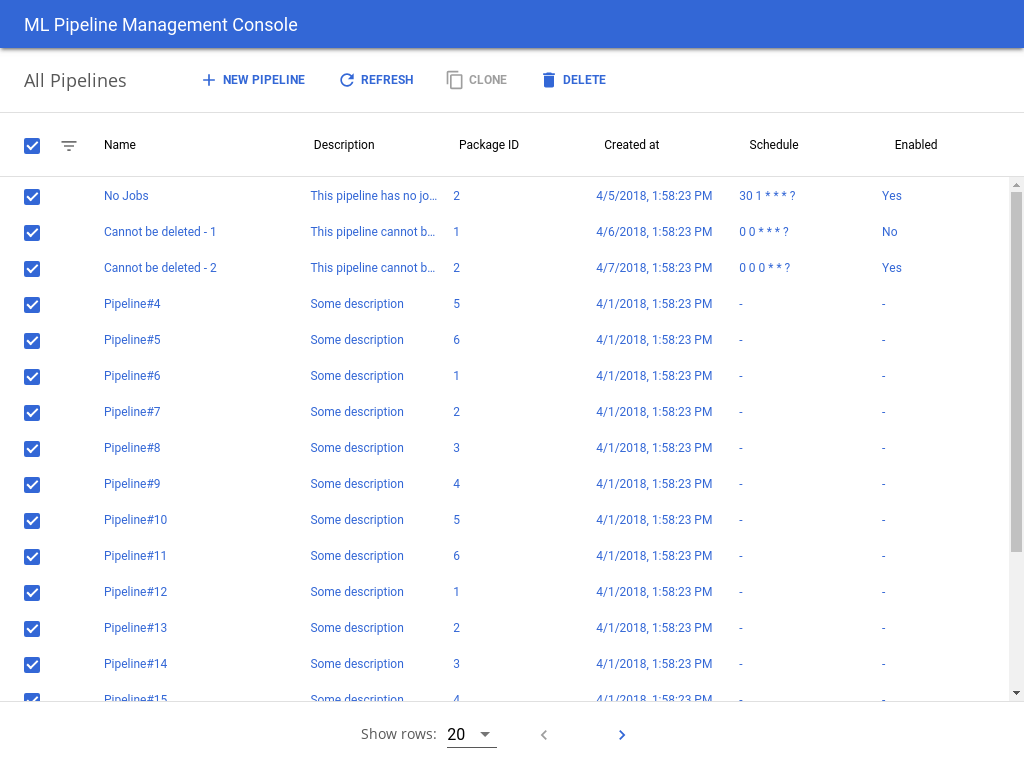 ML Pipeline Management Console
All Pipelines NEW PIPELINE REFRESH CLONE DELETE
Name Description Package ID Created at Schedule Enabled
No Jobs This pipeline has no jo... 2 4/5/2018, 1:58:23 PM 30 1 * * * ? Yes
Cannot be deleted - 1 This pipeline cannot b... 1 4/6/2018, 1:58:23 PM 0 0 * * * ? No
Cannot be deleted - 2 This pipeline cannot b... 2 4/7/2018, 1:58:23 PM 0 0 0 * * ? Yes
Pipeline#4 Some description 5 4/1/2018, 1:58:23 PM - -
Pipeline#5 Some description 6 4/1/2018, 1:58:23 PM - -
Pipeline#6 Some description 1 4/1/2018, 1:58:23 PM - -
Pipeline#7 Some description 2 4/1/2018, 1:58:23 PM - -
Pipeline#8 Some description 3 4/1/2018, 1:58:23 PM - -
Pipeline#9 Some description 4 4/1/2018, 1:58:23 PM - -
Pipeline#10 Some description 5 4/1/2018, 1:58:23 PM - -
Pipeline#11 Some description 6 4/1/2018, 1:58:23 PM - -
Pipeline#12 Some description 1 4/1/2018, 1:58:23 PM - -
Pipeline#13 Some description 2 4/1/2018, 1:58:23 PM - -
Pipeline#14 Some description 3 4/1/2018, 1:58:23 PM - -
Pipeline#15 Some description 4 4/1/2018, 1:58:23 PM - -
Show rows: 20